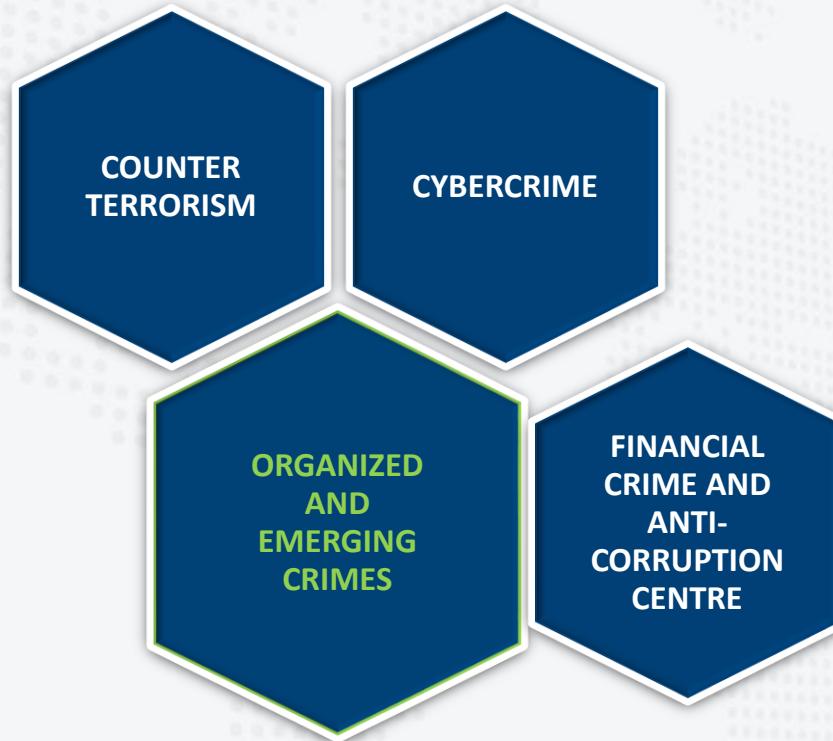 COUNTER
TERRORISM
CYBERCRIME
ORGANIZED
AND
EMERGING
CRIMES
FINANCIAL
CRIME AND
ANTI-
CORRUPTION
CENTRE